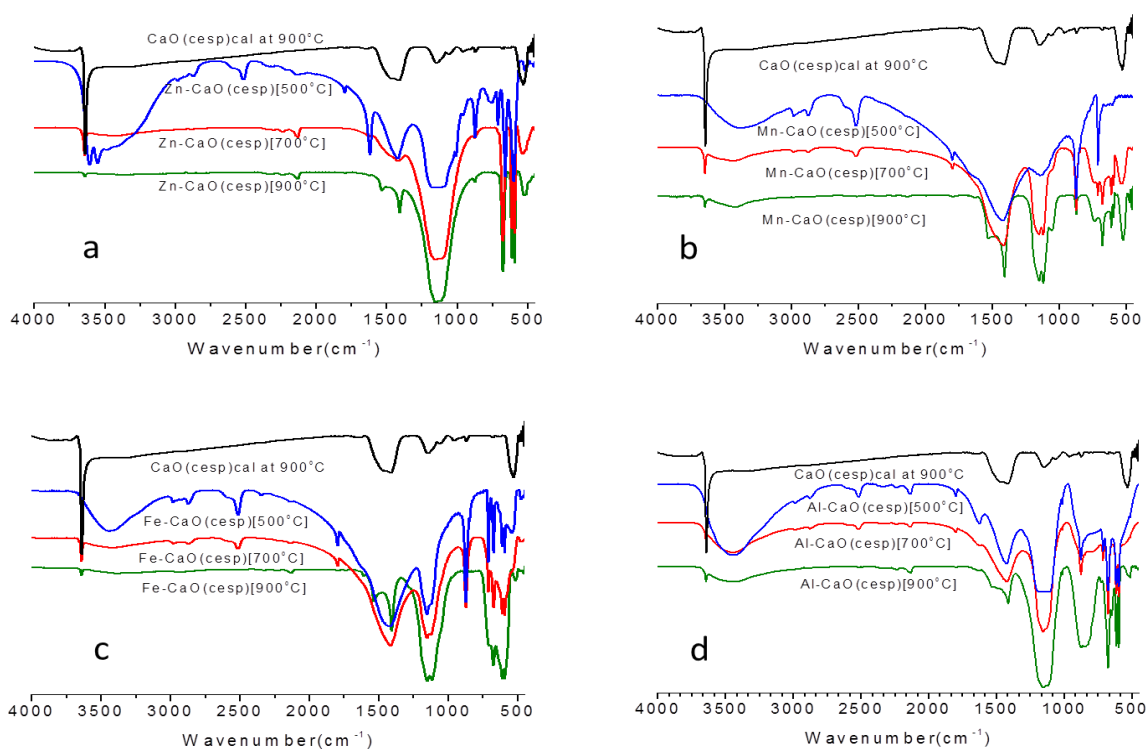 CaO(cesp)cal at 900°C
Zn-CaO(cesp)[500°C]
Zn-CaO(cesp)[700°C]
Zn-CaO(cesp)[900°C]
a
4000 3500 3000 2500 2000 1500 1000 500
Wavenumber(cm⁻¹)
CaO(cesp)cal at 900°C
Mn-CaO(cesp)[500°C]
Mn-CaO(cesp)[700°C]
Mn-CaO(cesp)[900°C]
b
4000 3500 3000 2500 2000 1500 1000 500
Wavenumber(cm⁻¹)
CaO(cesp)cal at 900°C
Fe-CaO(cesp)[500°C]
Fe-CaO(cesp)[700°C]
Fe-CaO(cesp)[900°C]
c
4000 3500 3000 2500 2000 1500 1000 500
Wavenumber(cm⁻¹)
CaO(cesp)cal at 900°C
Al-CaO(cesp)[500°C]
Al-CaO(cesp)[700°C]
Al-CaO(cesp)[900°C]
d
4000 3500 3000 2500 2000 1500 1000 500
Wavenumber(cm⁻¹)